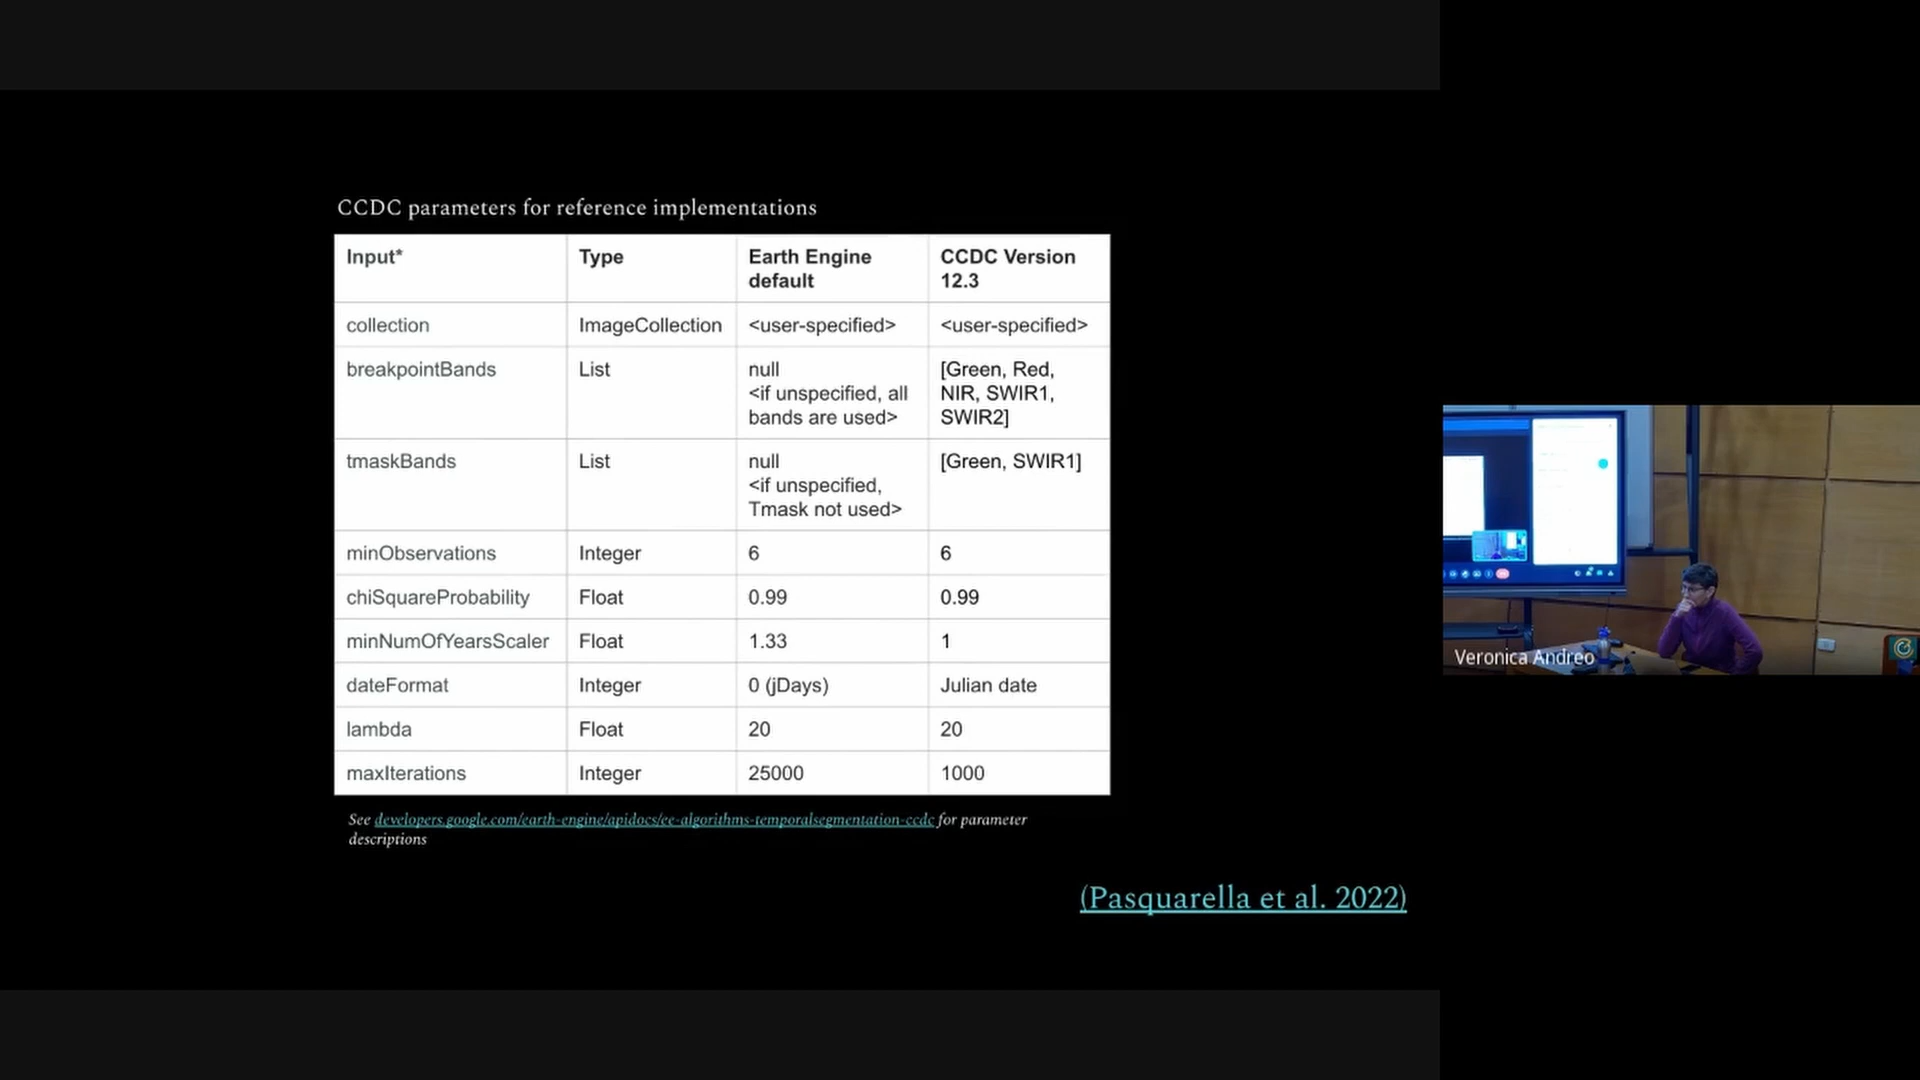 CCDC parameters for reference implementations
Input* Type Earth Engine default CCDC Version 12.3
collection ImageCollection <user-specified> <user-specified>
breakpointBands List null <if unspecified, all bands are used> [Green, Red, NIR, SWIR1, SWIR2]
tmaskBands List null <if unspecified, Tmask not used> [Green, SWIR1]
minObservations Integer 6 6
chiSquareProbability Float 0.99 0.99
minNumOfYearsScaler Float 1.33 1
dateFormat Integer 0 (jDays) Julian date
lambda Float 20 20
maxIterations Integer 25000 1000
See developers.google.com/earth-engine/apidocs/ee-algorithms-temporalsegmentation-ccdc for parameter
descriptions
(Pasquarella et al. 2022)
Veronica Andreo